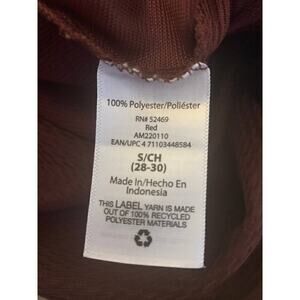 100% Polyester/Poliéster
RN# 52469
Red
AM220110
EAN/UPC 4 71103448584
S/CH
(28-30)
Made In/Hecho En
Indonesia
THIS LABEL YARN IS MADE
OUT OF 100% RECYCLED
POLYESTER MATERIALS